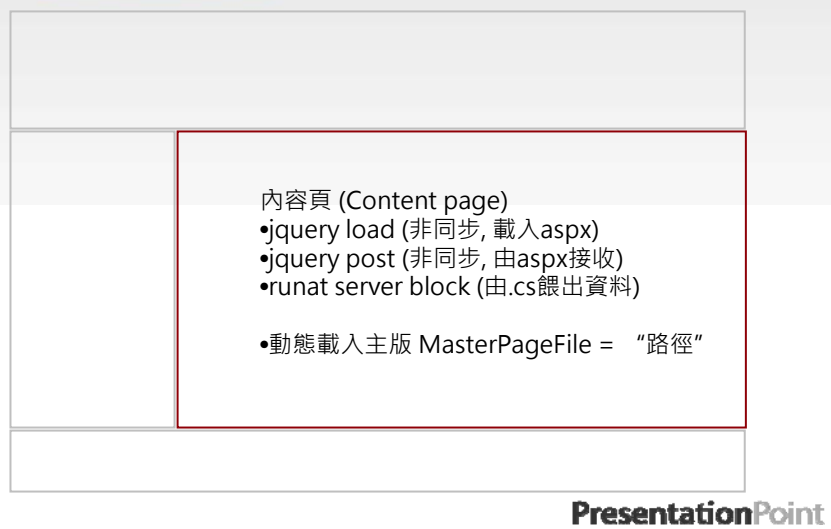 內容頁 (Content page)
•jquery load (非同步, 載入aspx)
•jquery post (非同步, 由aspx接收)
•runat server block (由.cs餵出資料)
•動態載入主版 MasterPageFile = “路徑”
PresentationPoint